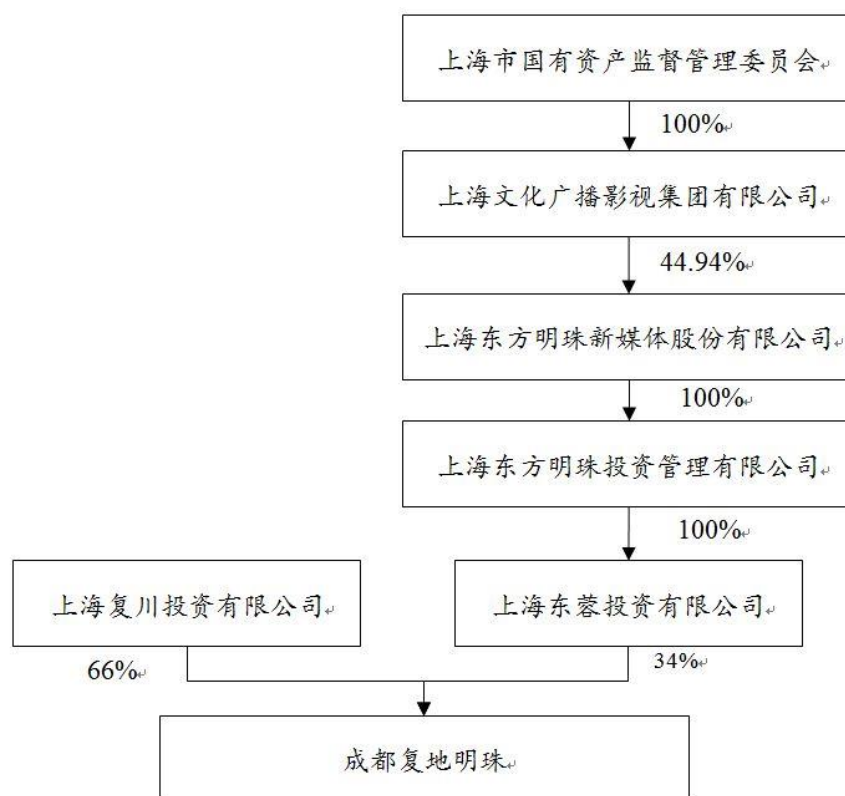 上海市国有资产监督管理委员会
100%
上海文化广播影视集团有限公司
44.94%
上海东方明珠新媒体股份有限公司
100%
上海东方明珠投资管理有限公司
100%
上海复川投资有限公司
上海东蓉投资有限公司
66%
34%
成都复地明珠